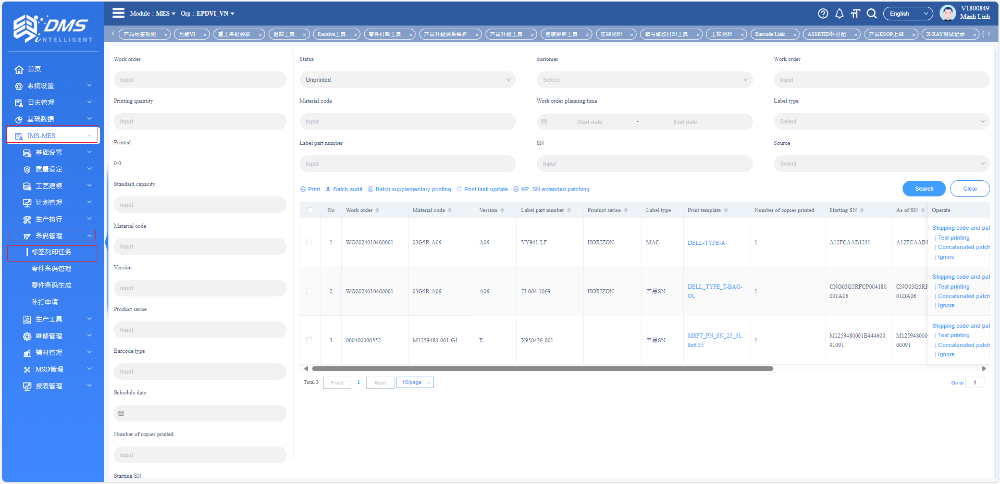 DMS
iNTELLIGENT
首页
系统设置
日志管理
基础数据
IMS-MES
基础设置
质量设定
工艺建模
计划管理
生产执行
条码管理
标签列印任务
零件条码管理
零件条码生成
补打申请
生产工具
维修管理
辅材管理
MSD管理
报表管理
Module : MES Org : EPDVI_VN
English
V1800849
Manh Linh
产品标签规则 × 万能VI × 重工条码关联 × 退站工具 × Receive工具 × 零件打散工具 × 产品升级关系维护 × 产品升级工具 × 包装解绑工具 × 在线列印 × 箱号修改打印工具 × 工站列印 × Barcode Link × ASSETID补分配 × 产品ESOP上线 × X-RAY测试记录 ×
Work order
Input
Printing quantity
Input
Printed
0/0
Standard capacity
Input
Material code
Input
Version
Input
Product serise
Input
Barcode type
Input
Schedule date
Number of copies printed
Input
Starting SN
Status customer Work order
Unprinted Select Input
Material code Work order planning time Label type
Input Start date - End date Select
Label part number SN Source
Input Input Select
Print Batch audit Batch supplementary printing Print task update KP_SN extended patching Search Clear
No Work order Material code Version Label part number Product serise Label type Print template Number of copies printed Starting SN As of SN Operate
1 WO2024010400001 03G5R-A06 A06 YY941-LF HORIZON MAC DELL-TYPE-A 1 A12FCAAB1211 A12FCAAB1
Skipping code and pat
| Test printing
| Concatenated patch
| Ignore
2 WO2024010400001 03G5R-A06 A06 7J-004-1069 HORIZON 产品SN DELL_TYPE_T-BAG-
OL 1 CNO03G5RFCP004180
001A06 CNO03G5RF
01DA06
Skipping code and pat
| Test printing
| Concatenated patch
| Ignore
3 000400000552 M1259480-001-G1 E X950436-001 产品SN MSFT_PN_SN_23_31.
8x6.35 1 M1259480001B444600
91091 M125948000
00091
Skipping code and pat
| Test printing
| Concatenated patch
| Ignore
Total 3 Prevt 1 Next 10/page Go to 1